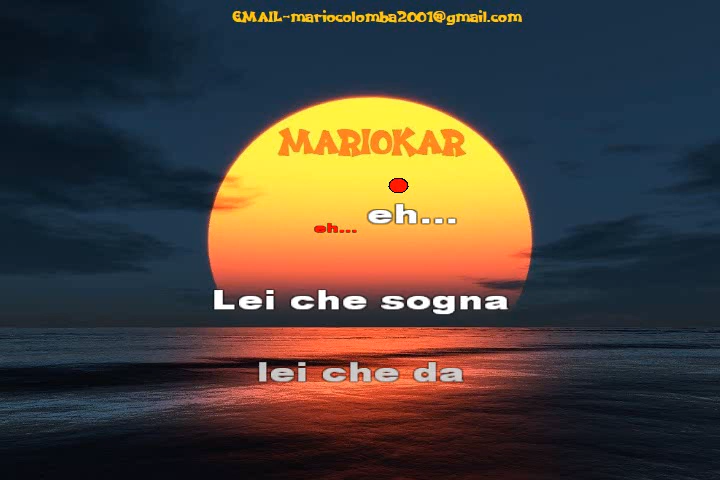 EMAIL-mariocolomba2001@gmail.com
MARIOKAR
eh...
eh...
Lei che sogna
lei che da